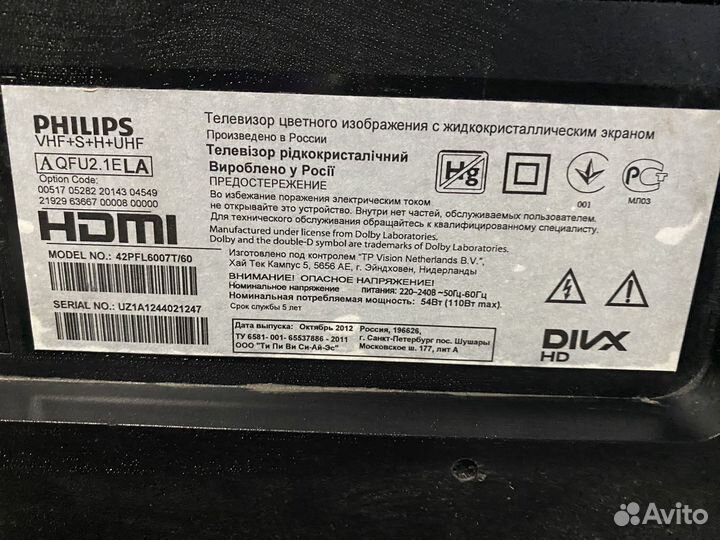 PHILIPS
VHF+S+H+UHF
QFU2.1E LA
Option Code:
00517 05282 20143 04549
21929 63667 00008 00000
HDMI
MODEL NO.: 42PFL6007T/60
SERIAL NO.: UZ1A1244021247
Телевизор цветного изображения с жидкокристаллическим экраном
Произведено в России
Телевізор рідкокристалічний
Вироблено у Росії
ПРЕДОСТЕРЕЖЕНИЕ
Во избежание поражения электрическим током
не открывайте это устройство. Внутри нет частей, обслуживаемых пользователем.
Для технического обслуживания обращайтесь к квалифицированному специалисту.
Manufactured under license from Dolby Laboratories.
Dolby and the double-D symbol are trademarks of Dolby Laboratories.
Изготовлено под контролем "TP Vision Netherlands B.V.",
Хай Тек Кампус 5, 5656 AE, г. Эйндховен, Нидерланды
ВНИМАНИЕ! ОПАСНОЕ НАПРЯЖЕНИЕ!
Номинальное напряжение питания: 220-240В ~50Гц-60Гц
Номинальная потребляемая мощность: 54Вт (110Вт max).
Срок службы 5 лет
Дата выпуска: Октябрь 2012
ТУ 6581- 001- 65537886 - 2011
ООО "Ти Пи Ви Си-Ай-Эс"
Россия, 196626,
г. Санкт-Петербург пос. Шушары
Московское ш. 177, лит А
Hg
001
РСТ
МЛ03
DIVX
HD
Avito